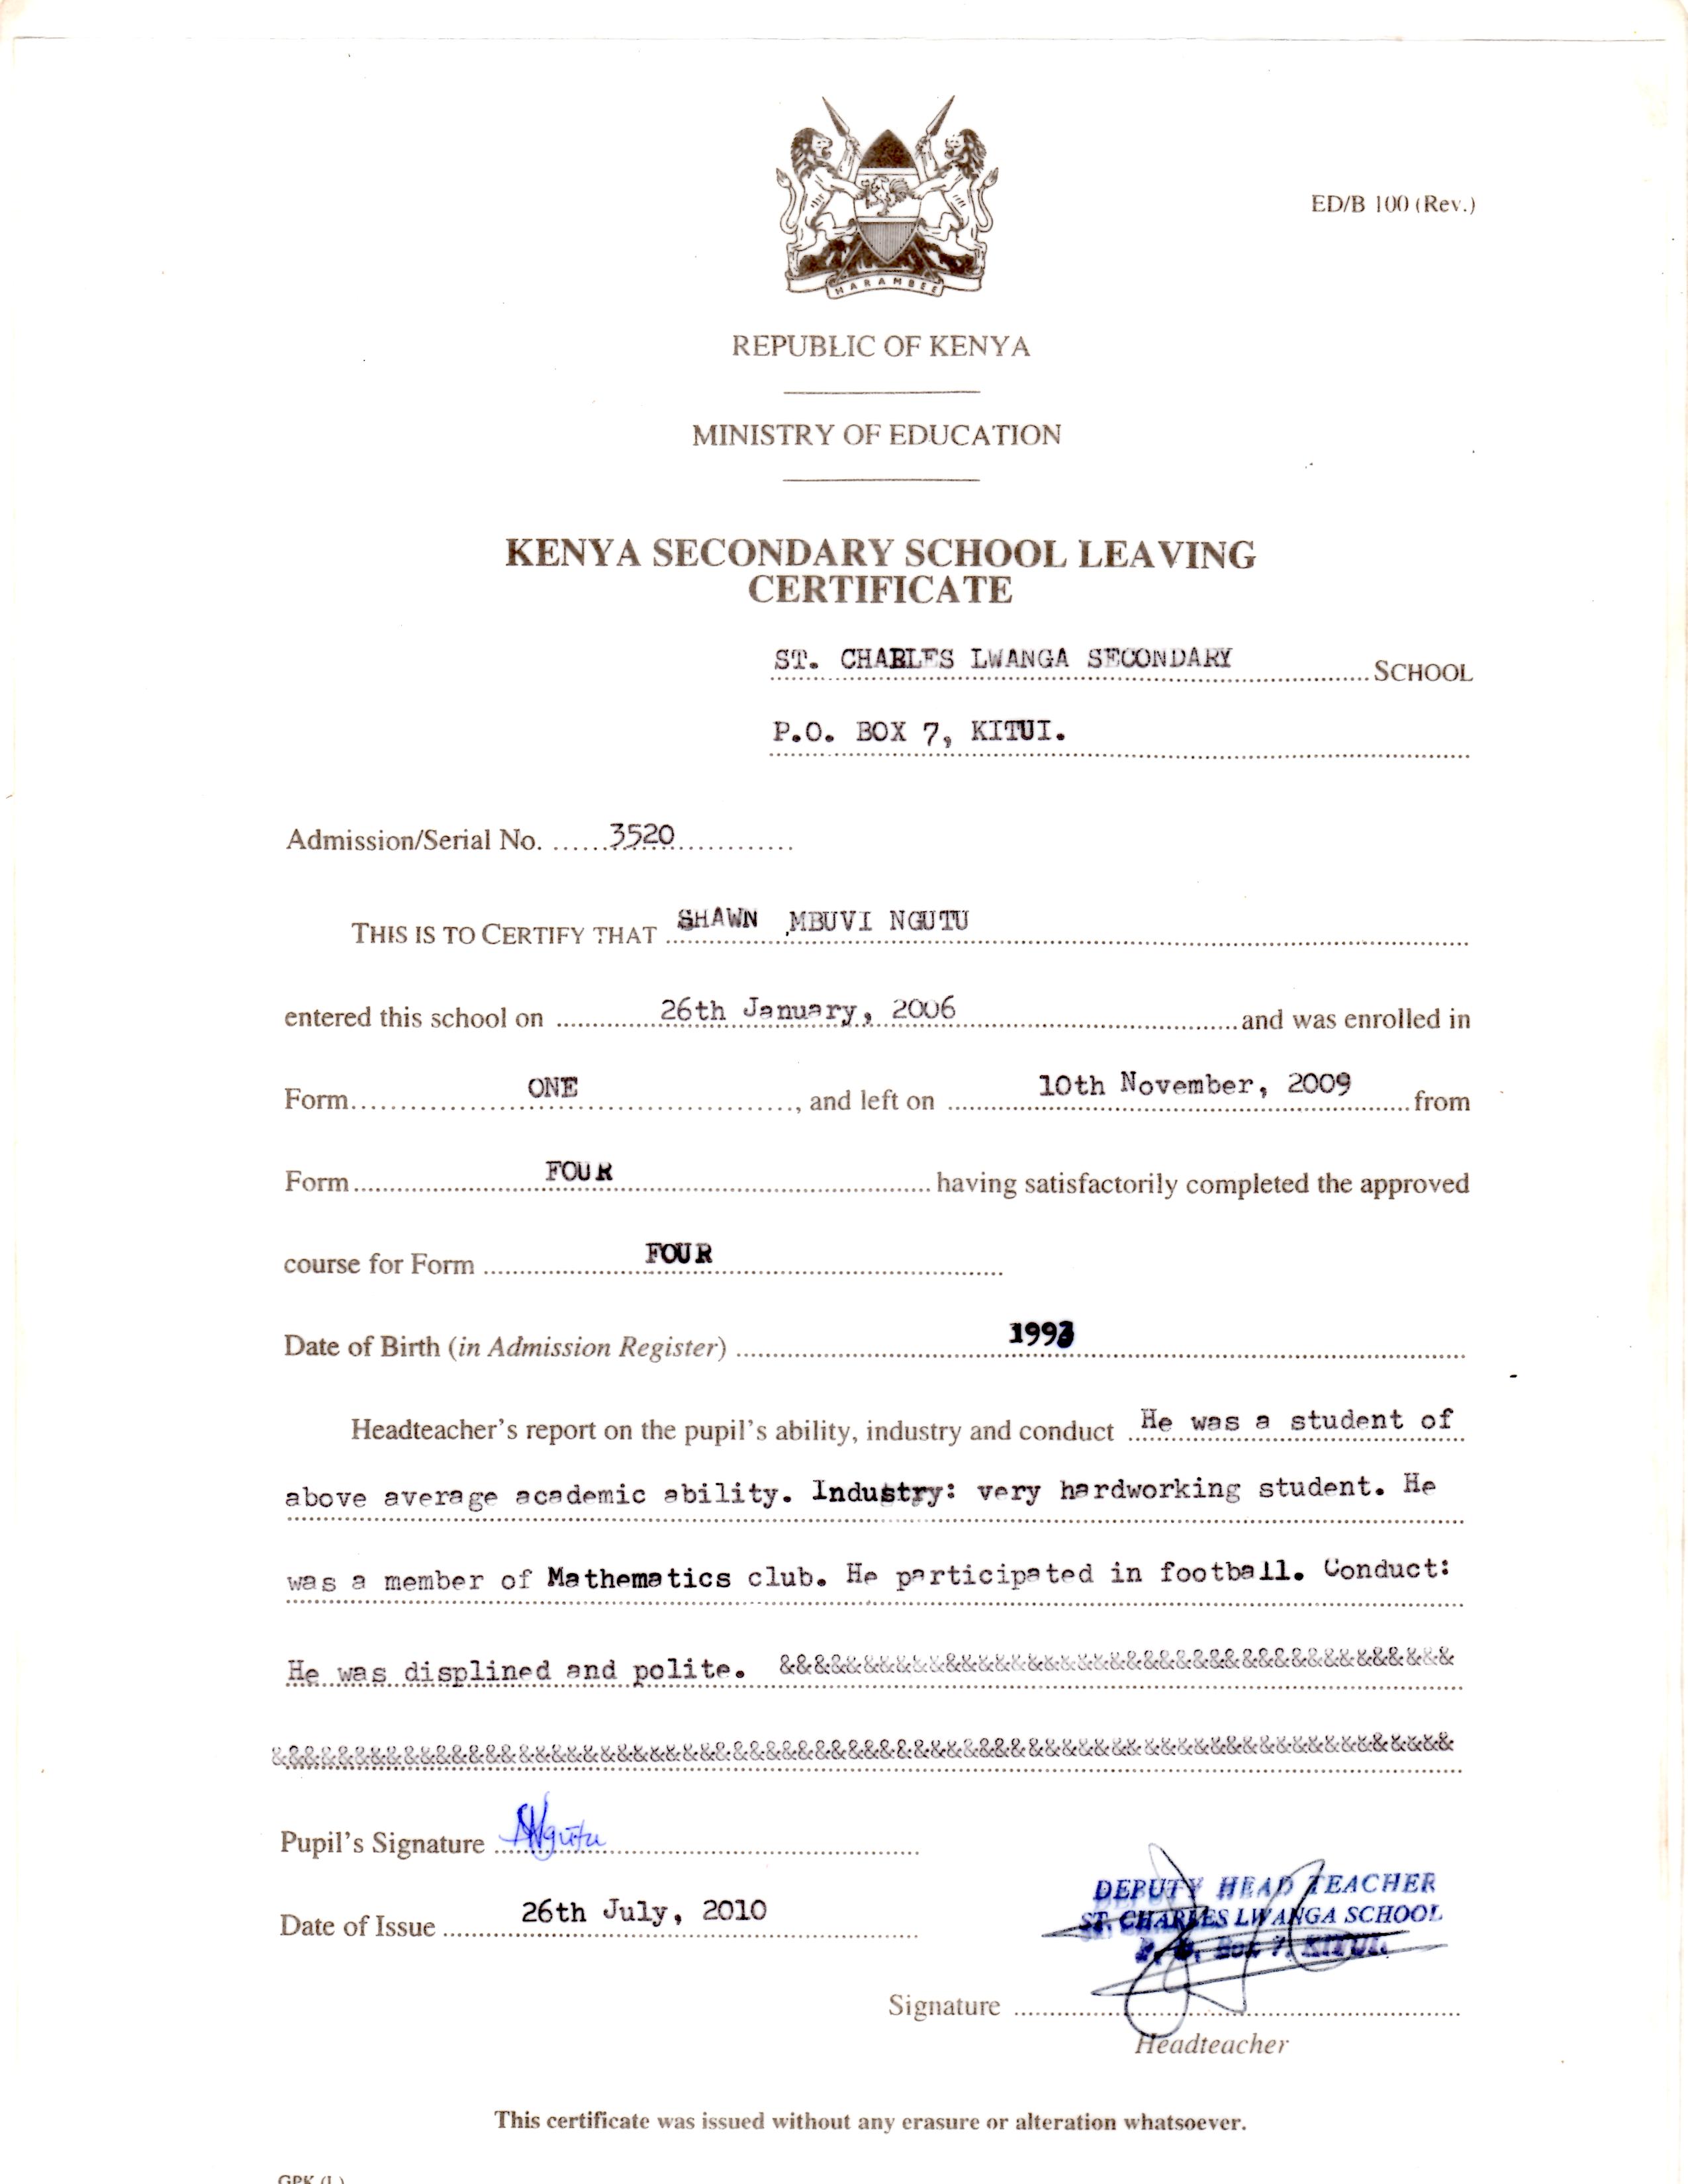 HARAMBEE
ED/B 100 (Rev.)
REPUBLIC OF KENYA
MINISTRY OF EDUCATION
KENYA SECONDARY SCHOOL LEAVING
CERTIFICATE
ST. CHARLES LWANGA SECONDARY SCHOOL
P.O. BOX 7, KITUI.
Admission/Serial No. 3520
THIS IS TO CERTIFY THAT SHAWN MBUVI NGUTU
entered this school on 26th January, 2006 and was enrolled in
Form ONE, and left on 10th November, 2009 from
Form FOUR having satisfactorily completed the approved
course for Form FOUR
Date of Birth (in Admission Register)
Headteacher's report on the pupil's ability, industry and conduct He was a student of
above average academic ability. Industry: very hardworking student. He
was a member of Mathematics club. He participated in football. Conduct:
He was displined and polite.
Pupil's Signature Ngutu
Date of Issue 26th July, 2010
DEPUTY HEAD TEACHER
ST. CHARLES LWANGA SCHOOL
P. O. Box 7, KITUI.
Signature
Headteacher
This certificate was issued without any erasure or alteration whatsoever.
GPK (L)